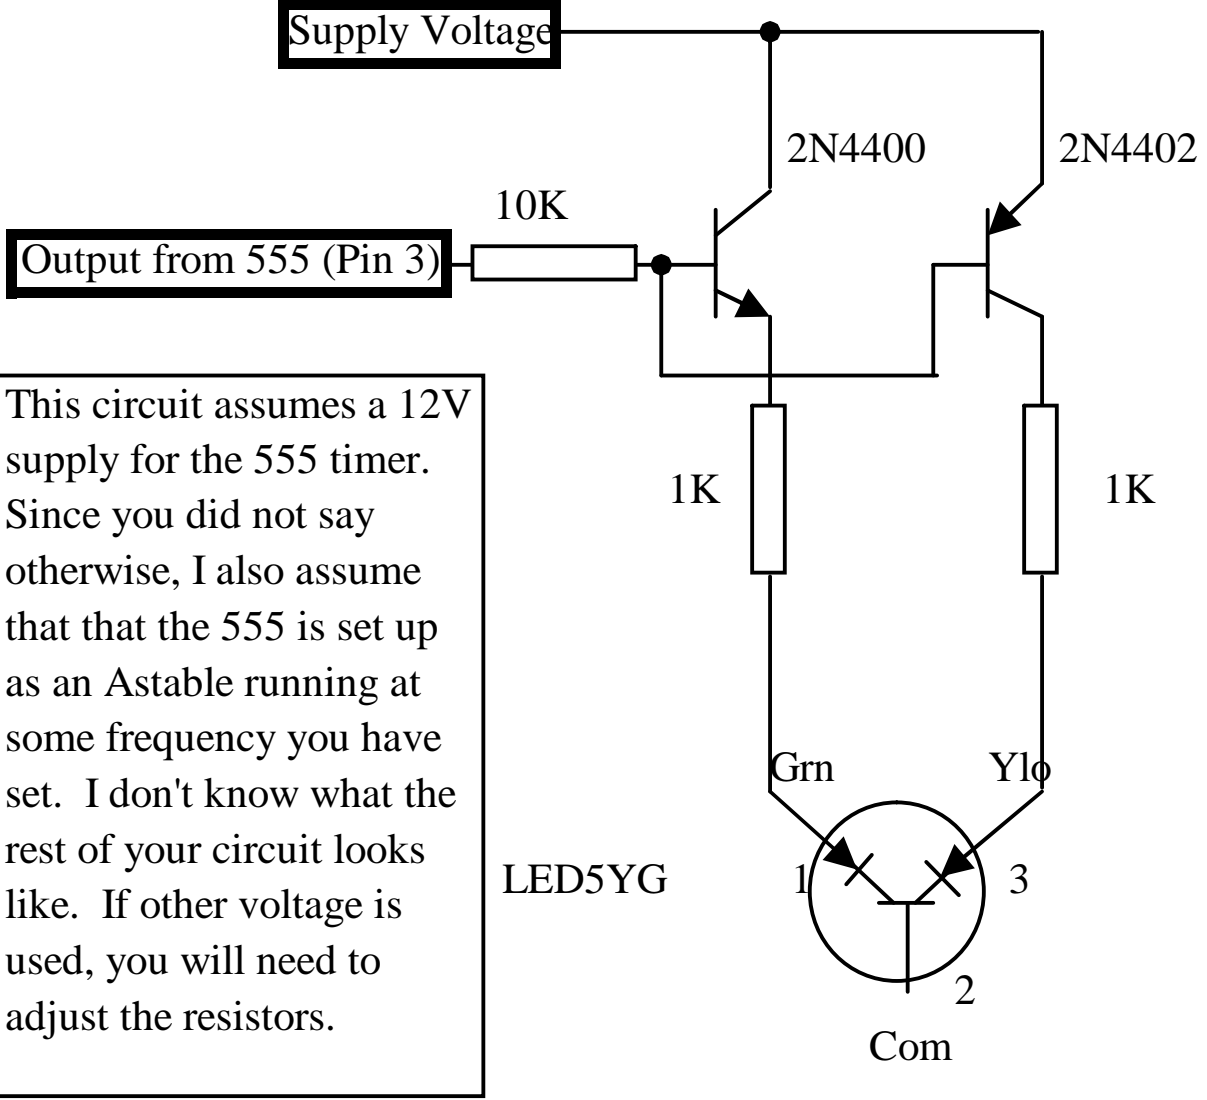 Supply Voltage
2N4400
2N4402
10K
Output from 555 (Pin 3)
This circuit assumes a 12V
supply for the 555 timer.
Since you did not say
otherwise, I also assume
that that the 555 is set up
as an Astable running at
some frequency you have
set.  I don't know what the
rest of your circuit looks
like.  If other voltage is
used, you will need to
adjust the resistors.
1K
1K
Grn
Ylo
LED5YG
1
3
2
Com